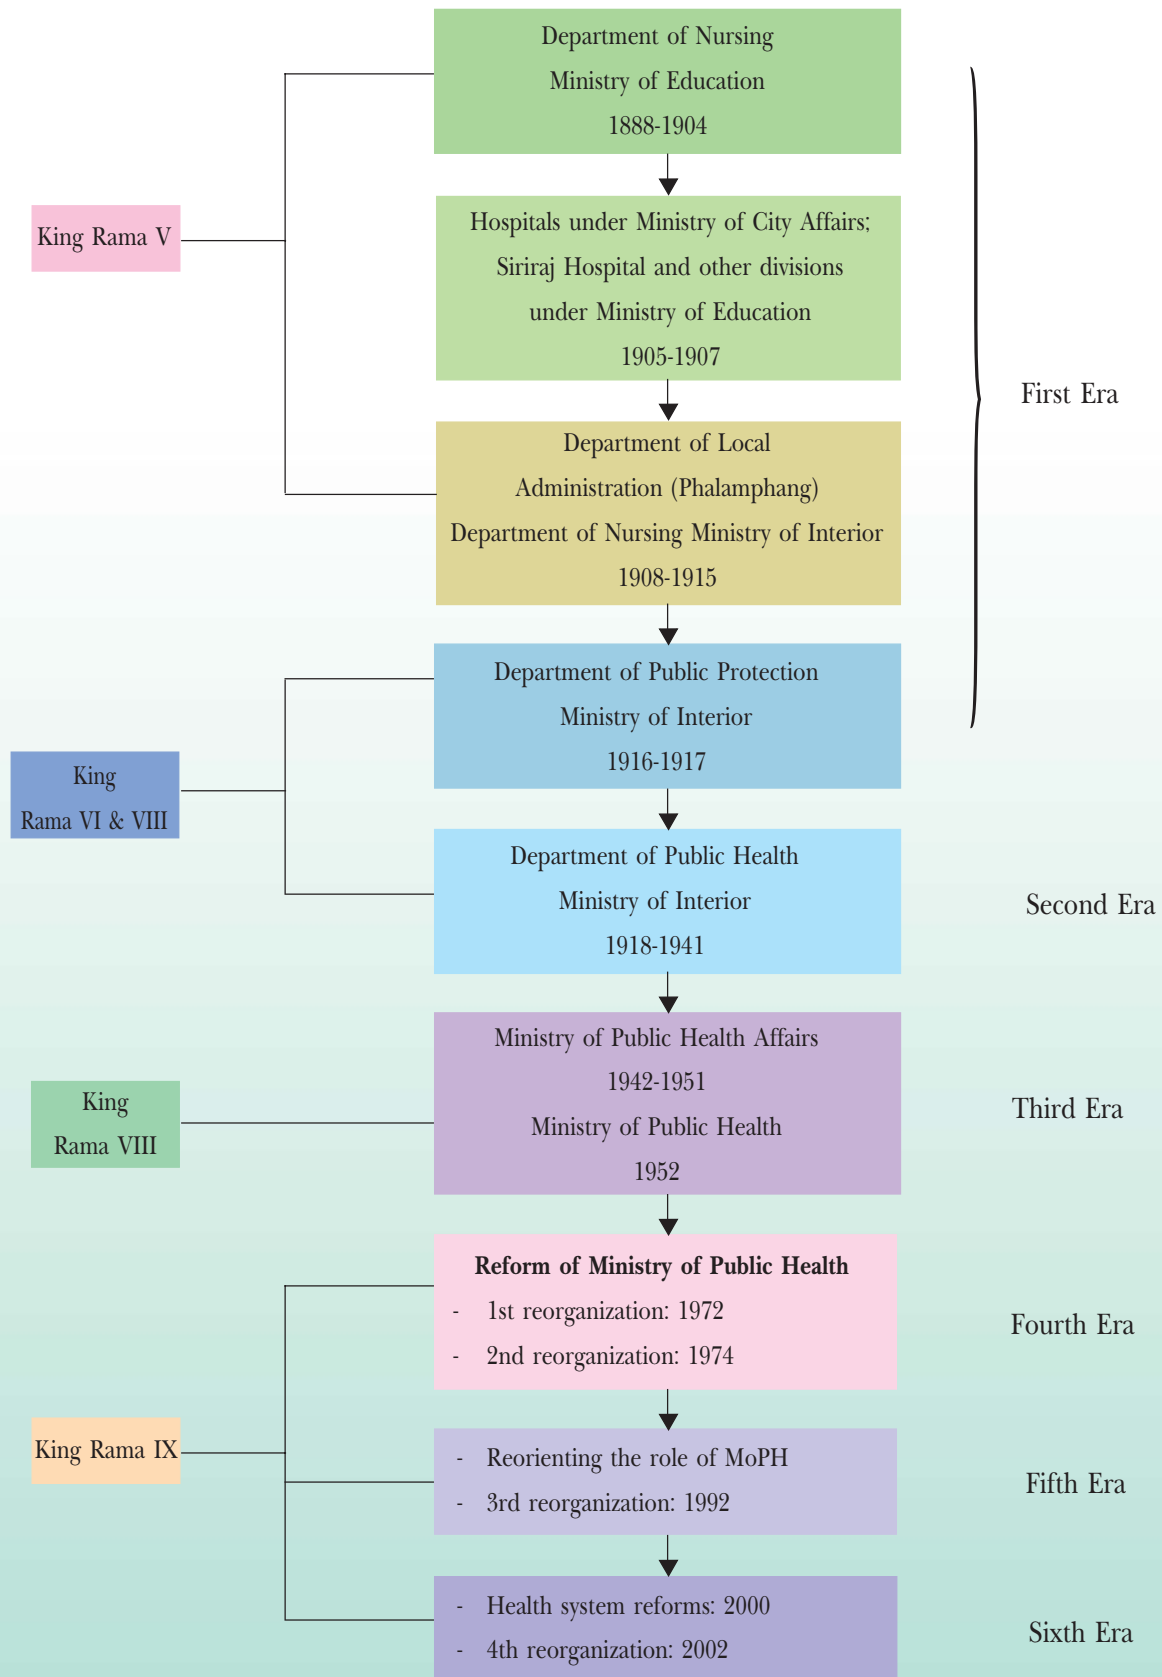 Department of Nursing
Ministry of Education
1888-1904
King Rama V
Hospitals under Ministry of City Affairs;
Siriraj Hospital and other divisions
under Ministry of Education
1905-1907
First Era
Department of Local
Administration (Phalamphang)
Department of Nursing Ministry of Interior
1908-1915
Department of Public Protection
Ministry of Interior
1916-1917
King
Rama VI & VIII
Department of Public Health
Ministry of Interior
1918-1941
Second Era
Ministry of Public Health Affairs
1942-1951
Ministry of Public Health
1952
King
Rama VIII
Third Era
Reform of Ministry of Public Health
- 1st reorganization: 1972
- 2nd reorganization: 1974
Fourth Era
King Rama IX
- Reorienting the role of MoPH
- 3rd reorganization: 1992
Fifth Era
- Health system reforms: 2000
- 4th reorganization: 2002
Sixth Era